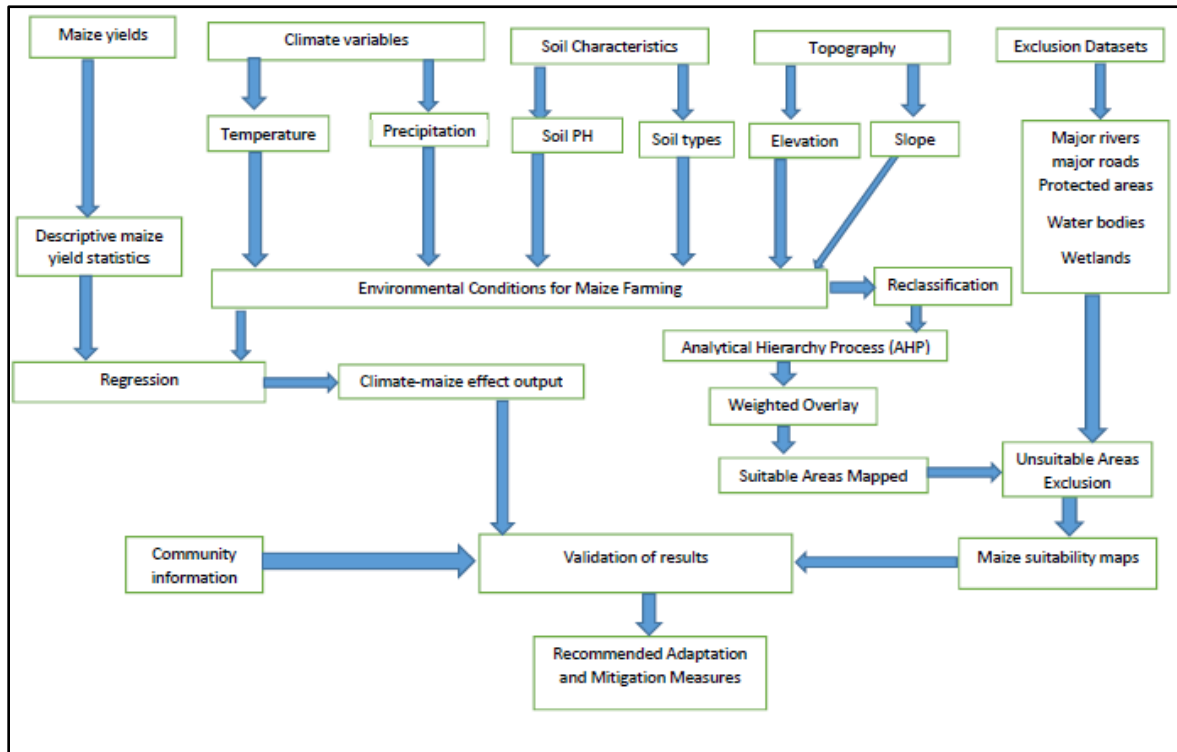 Maize yields
Climate variables
Soil Characteristics
Topography
Exclusion Datasets
Temperature
Precipitation
Soil PH
Soil types
Elevation
Slope
Major rivers
major roads
Protected areas
Water bodies
Wetlands
Descriptive maize
yield statistics
Environmental Conditions for Maize Farming
Reclassification
Analytical Hierarchy Process (AHP)
Regression
Climate-maize effect output
Weighted Overlay
Suitable Areas Mapped
Unsuitable Areas
Exclusion
Community
information
Validation of results
Maize suitability maps
Recommended Adaptation
and Mitigation Measures